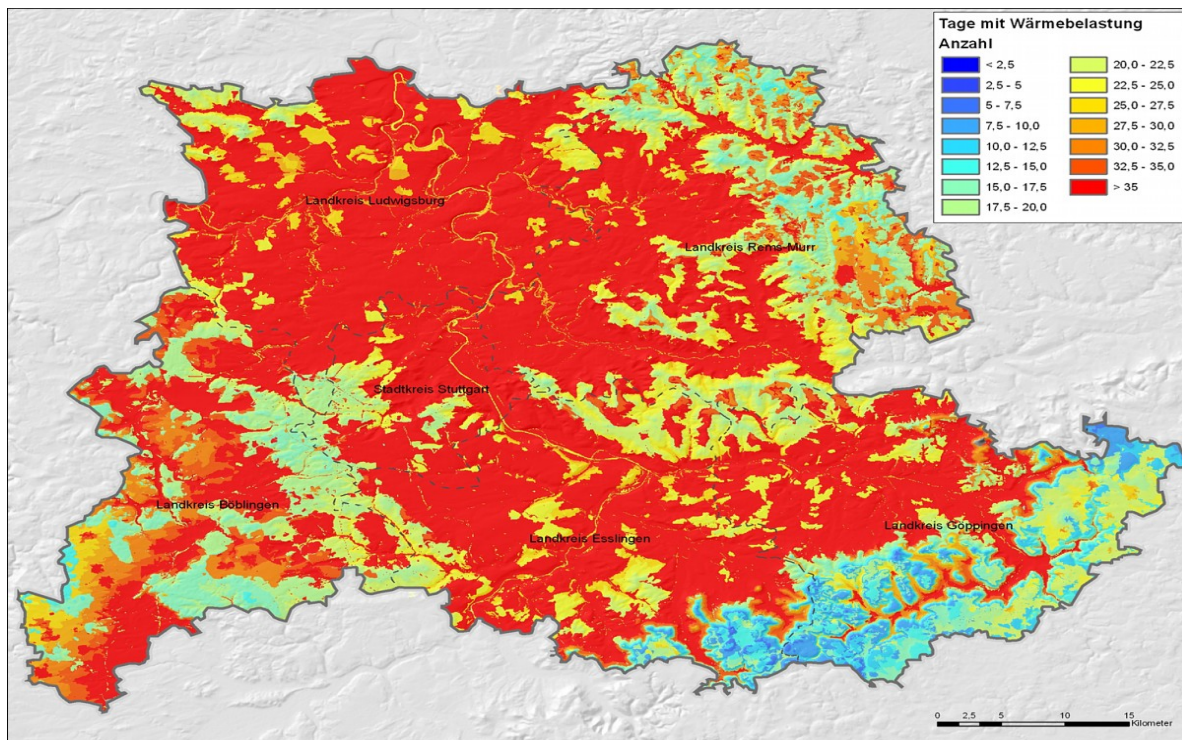 Tage mit Wärmebelastung
Anzahl
< 2,5
2,5 - 5
5 - 7,5
7,5 - 10,0
10,0 - 12,5
12,5 - 15,0
15,0 - 17,5
17,5 - 20,0
20,0 - 22,5
22,5 - 25,0
25,0 - 27,5
27,5 - 30,0
30,0 - 32,5
32,5 - 35,0
> 35
Landkreis Ludwigsburg
Landkreis Rems-Murr
Stadtkreis Stuttgart
Landkreis Böblingen
Landkreis Göppingen
Landkreis Esslingen
0 2,5 5 10 15
Kilometer